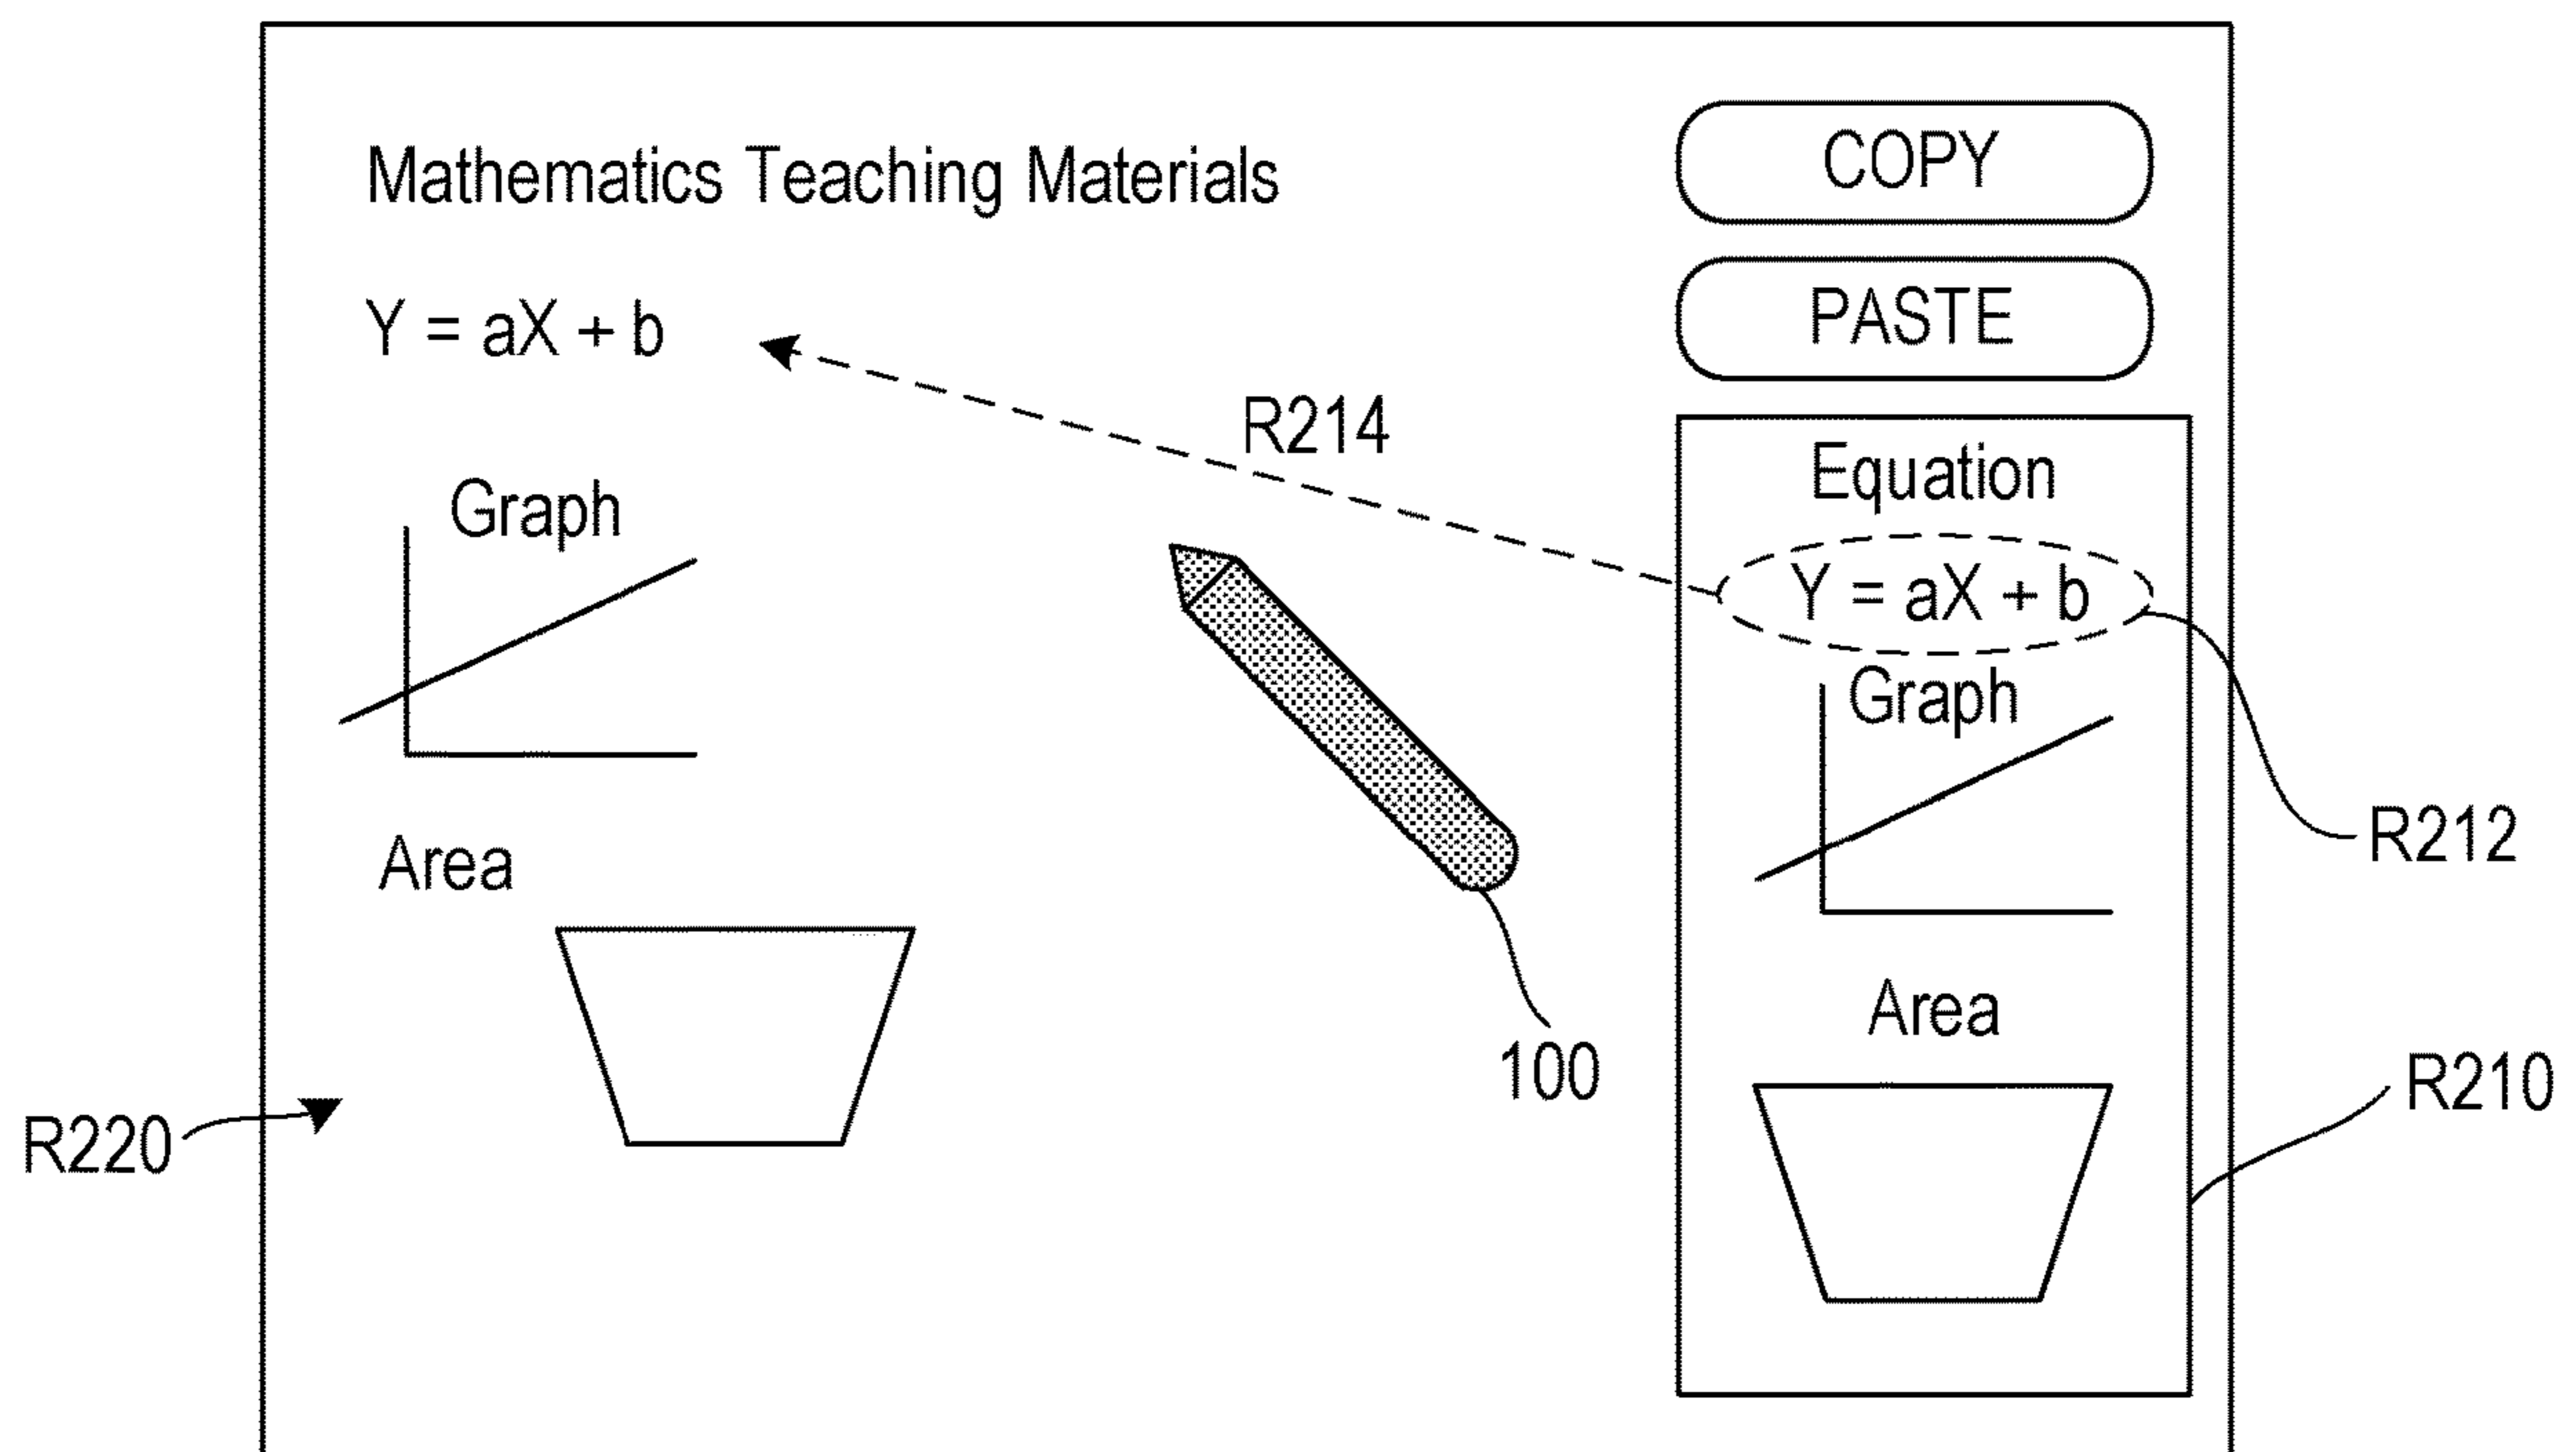 Mathematics Teaching Materials
Y = aX + b
Graph
Area
R220
R214
100
COPY
PASTE
Equation
Y = aX + b
Graph
Area
R212
R210